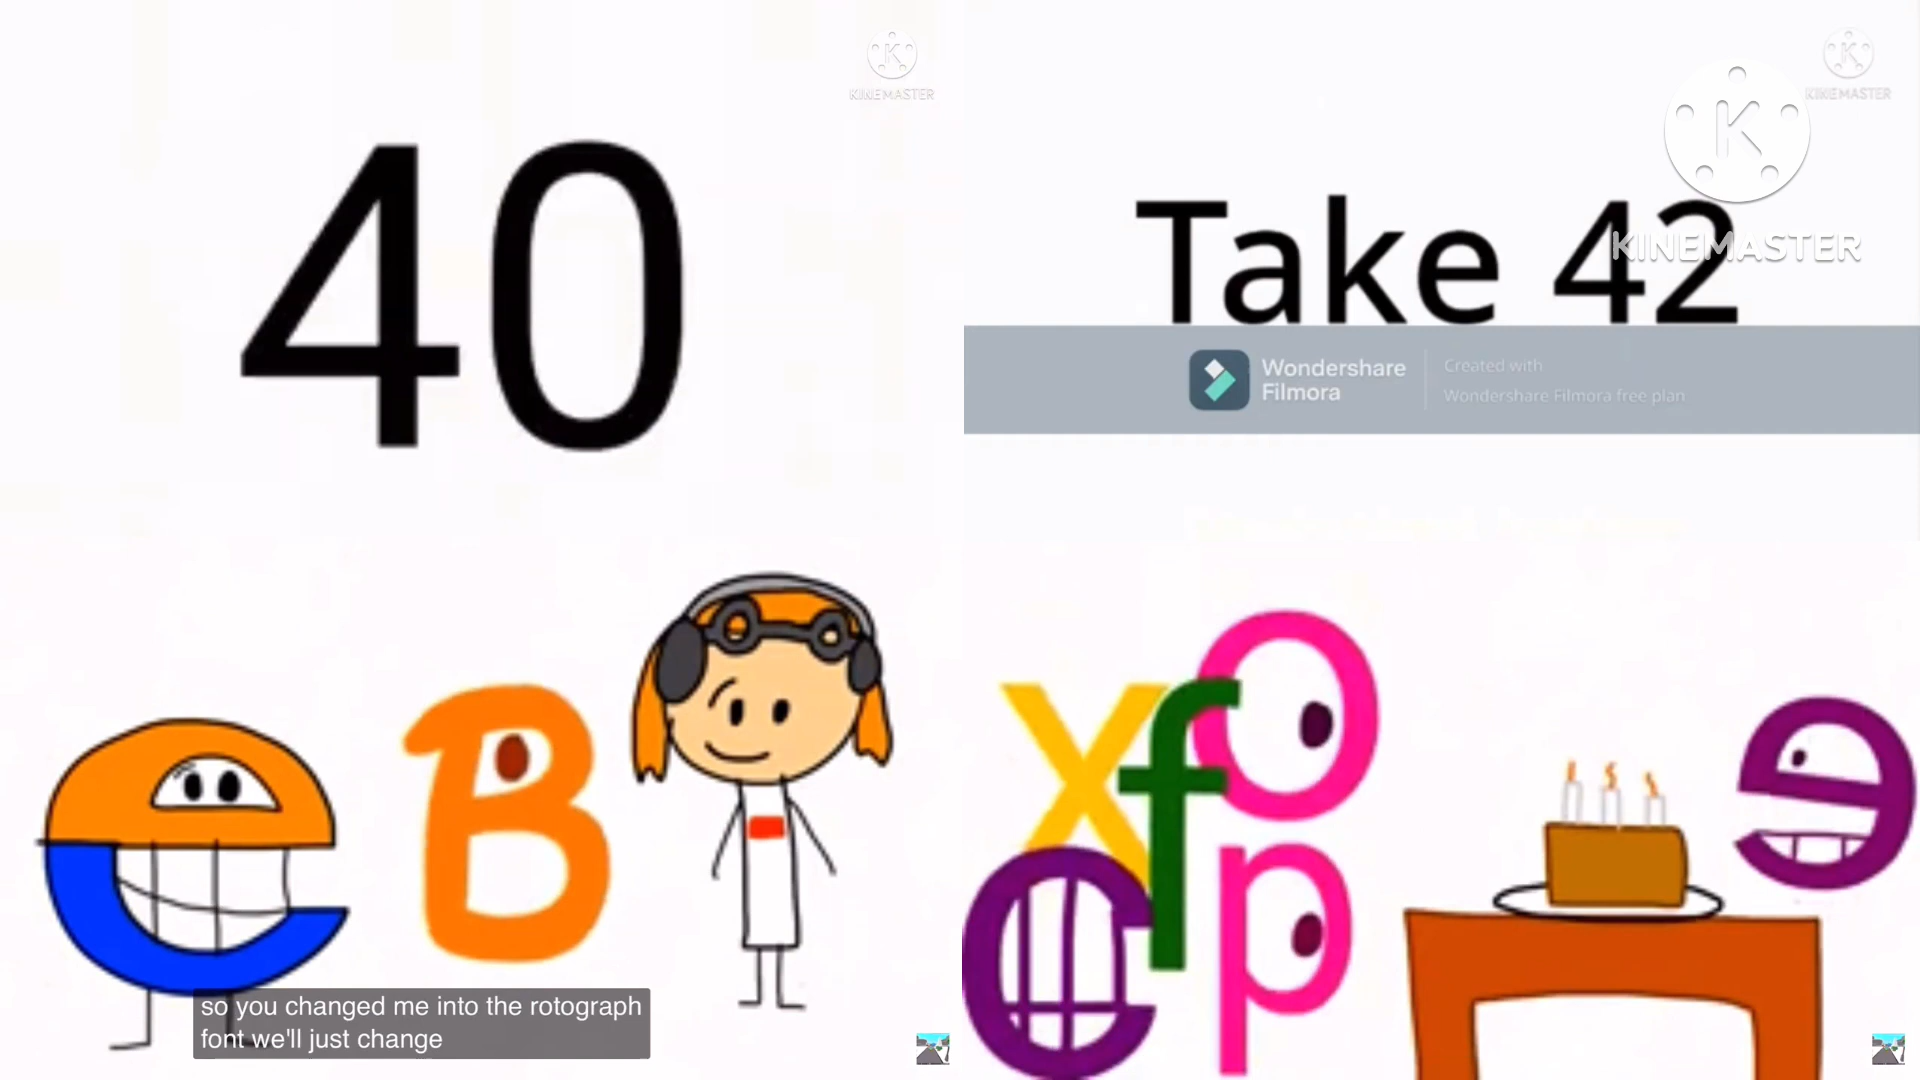 40
KINEMASTER
Take 42
KINEMASTER
KINEMASTER
Wondershare
Filmora
Created with
Wondershare Filmora free plan
e B
x f o
c p
e
so you changed me into the rotograph
font we'll just change